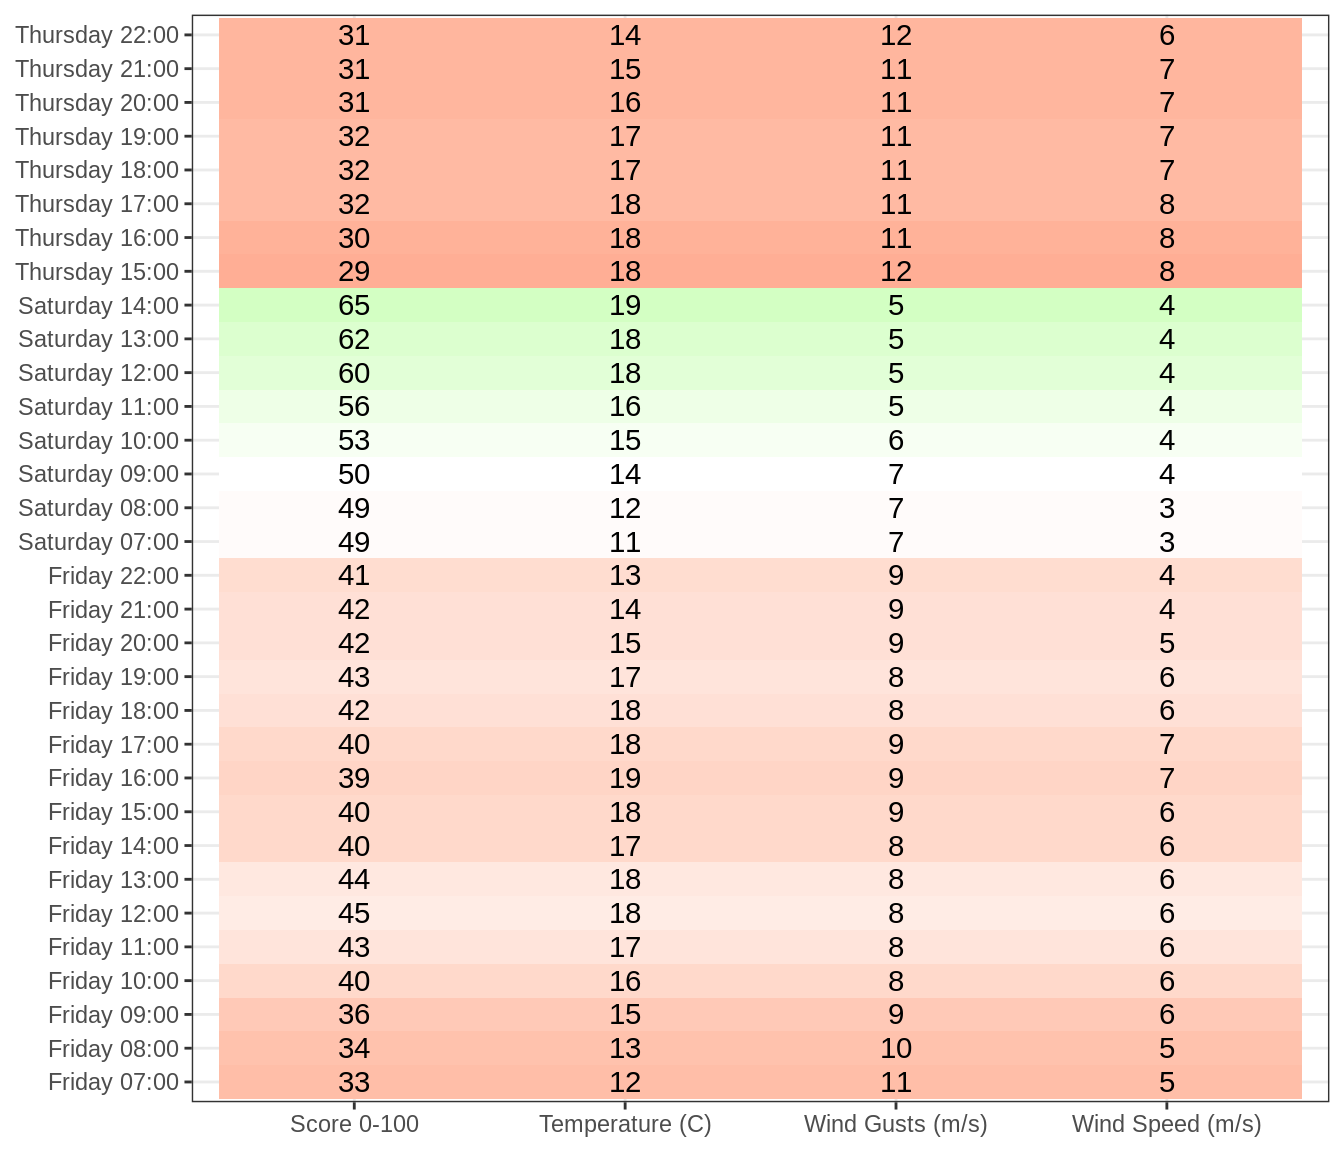 Thursday 22:00 31 14 12 6
Thursday 21:00 31 15 11 7
Thursday 20:00 31 16 11 7
Thursday 19:00 32 17 11 7
Thursday 18:00 32 17 11 7
Thursday 17:00 32 18 11 8
Thursday 16:00 30 18 11 8
Thursday 15:00 29 18 12 8
Saturday 14:00 65 19 5 4
Saturday 13:00 62 18 5 4
Saturday 12:00 60 18 5 4
Saturday 11:00 56 16 5 4
Saturday 10:00 53 15 6 4
Saturday 09:00 50 14 7 4
Saturday 08:00 49 12 7 3
Saturday 07:00 49 11 7 3
Friday 22:00 41 13 9 4
Friday 21:00 42 14 9 4
Friday 20:00 42 15 9 5
Friday 19:00 43 17 8 6
Friday 18:00 42 18 8 6
Friday 17:00 40 18 9 7
Friday 16:00 39 19 9 7
Friday 15:00 40 18 9 6
Friday 14:00 40 17 8 6
Friday 13:00 44 18 8 6
Friday 12:00 45 18 8 6
Friday 11:00 43 17 8 6
Friday 10:00 40 16 8 6
Friday 09:00 36 15 9 6
Friday 08:00 34 13 10 5
Friday 07:00 33 12 11 5
Score 0-100 Temperature (C) Wind Gusts (m/s) Wind Speed (m/s)